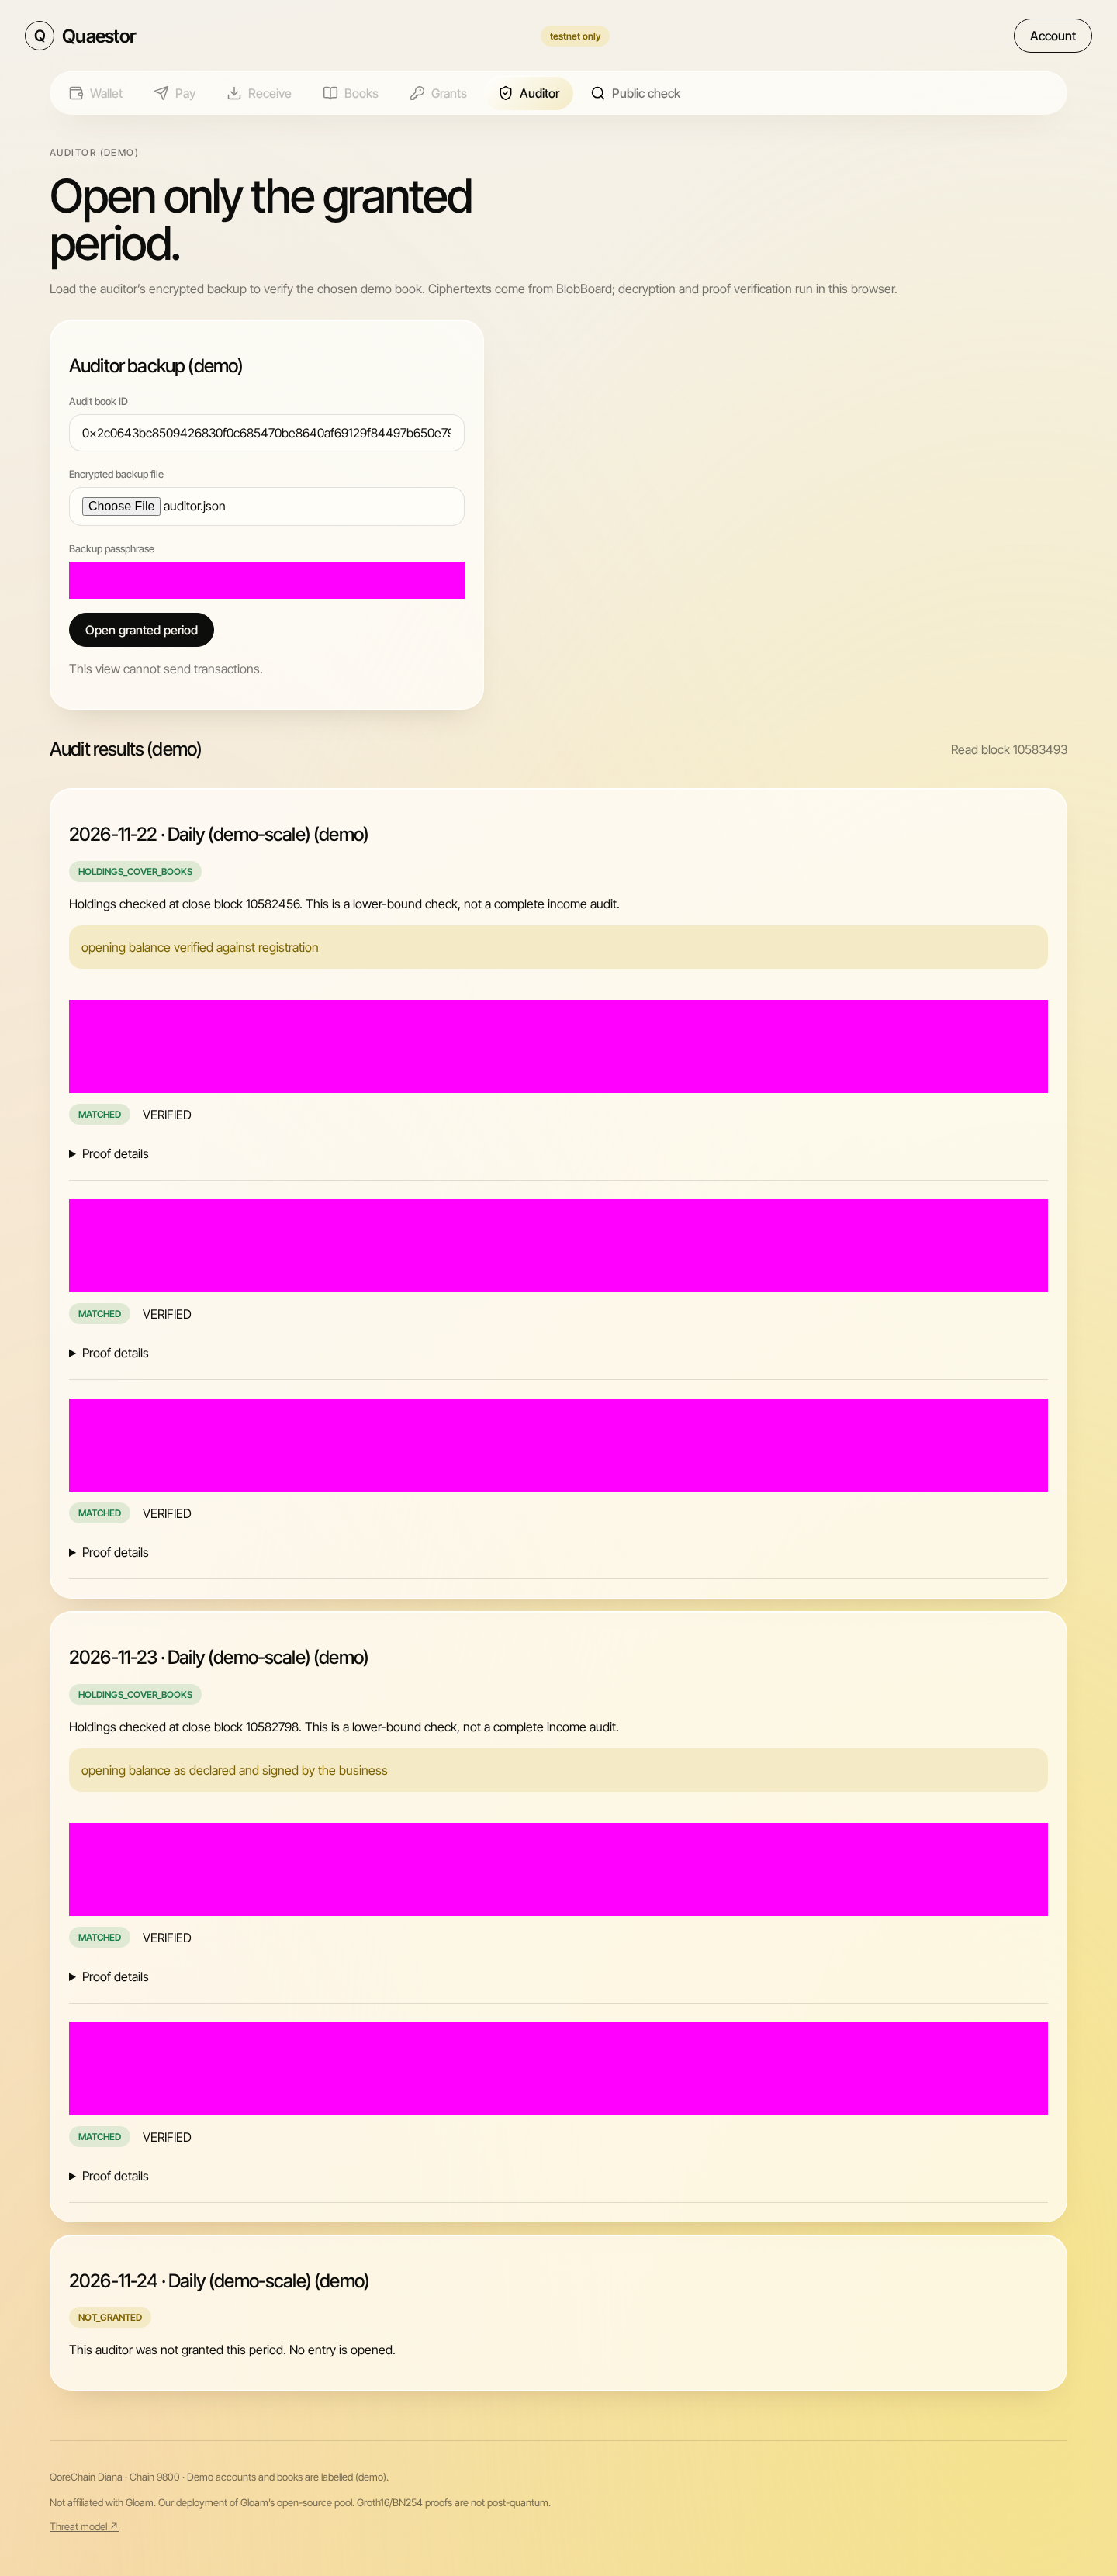 Q Quaestor
testnet only
Account
Wallet Pay Receive Books Grants Auditor Public check
AUDITOR (DEMO)
Open only the granted
period.
Load the auditor's encrypted backup to verify the chosen demo book. Ciphertexts come from BlobBoard; decryption and proof verification run in this browser.
Auditor backup (demo)
Audit book ID
0×2c0643bc8509426830f0c685470be8640af69129f84497b650e79
Encrypted backup file
Choose File auditor.json
Backup passphrase
Open granted period
This view cannot send transactions.
Audit results (demo)
Read block 10583493
2026-11-22 · Daily (demo-scale) (demo)
HOLDINGS_COVER_BOOKS
Holdings checked at close block 10582456. This is a lower-bound check, not a complete income audit.
opening balance verified against registration
MATCHED VERIFIED
Proof details
MATCHED VERIFIED
Proof details
MATCHED VERIFIED
Proof details
2026-11-23 · Daily (demo-scale) (demo)
HOLDINGS_COVER_BOOKS
Holdings checked at close block 10582798. This is a lower-bound check, not a complete income audit.
opening balance as declared and signed by the business
MATCHED VERIFIED
Proof details
MATCHED VERIFIED
Proof details
2026-11-24 · Daily (demo-scale) (demo)
NOT_GRANTED
This auditor was not granted this period. No entry is opened.
QoreChain Diana · Chain 9800 · Demo accounts and books are labelled (demo).
Not affiliated with Gloam. Our deployment of Gloam's open-source pool. Groth16/BN254 proofs are not post-quantum.
Threat model ↗